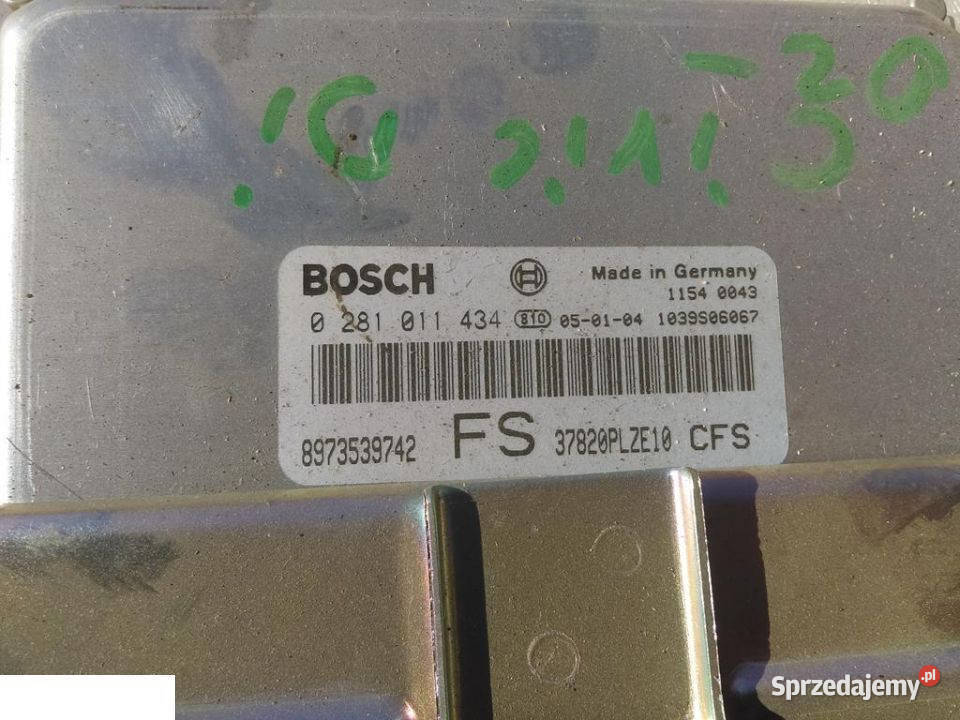 BOSCH
Made in Germany
1154 0043
0 281 011 434 810 05-01-04 1039S06067
8973539742 FS 37820PLZE10 CFS
Sprzedajemy.pl